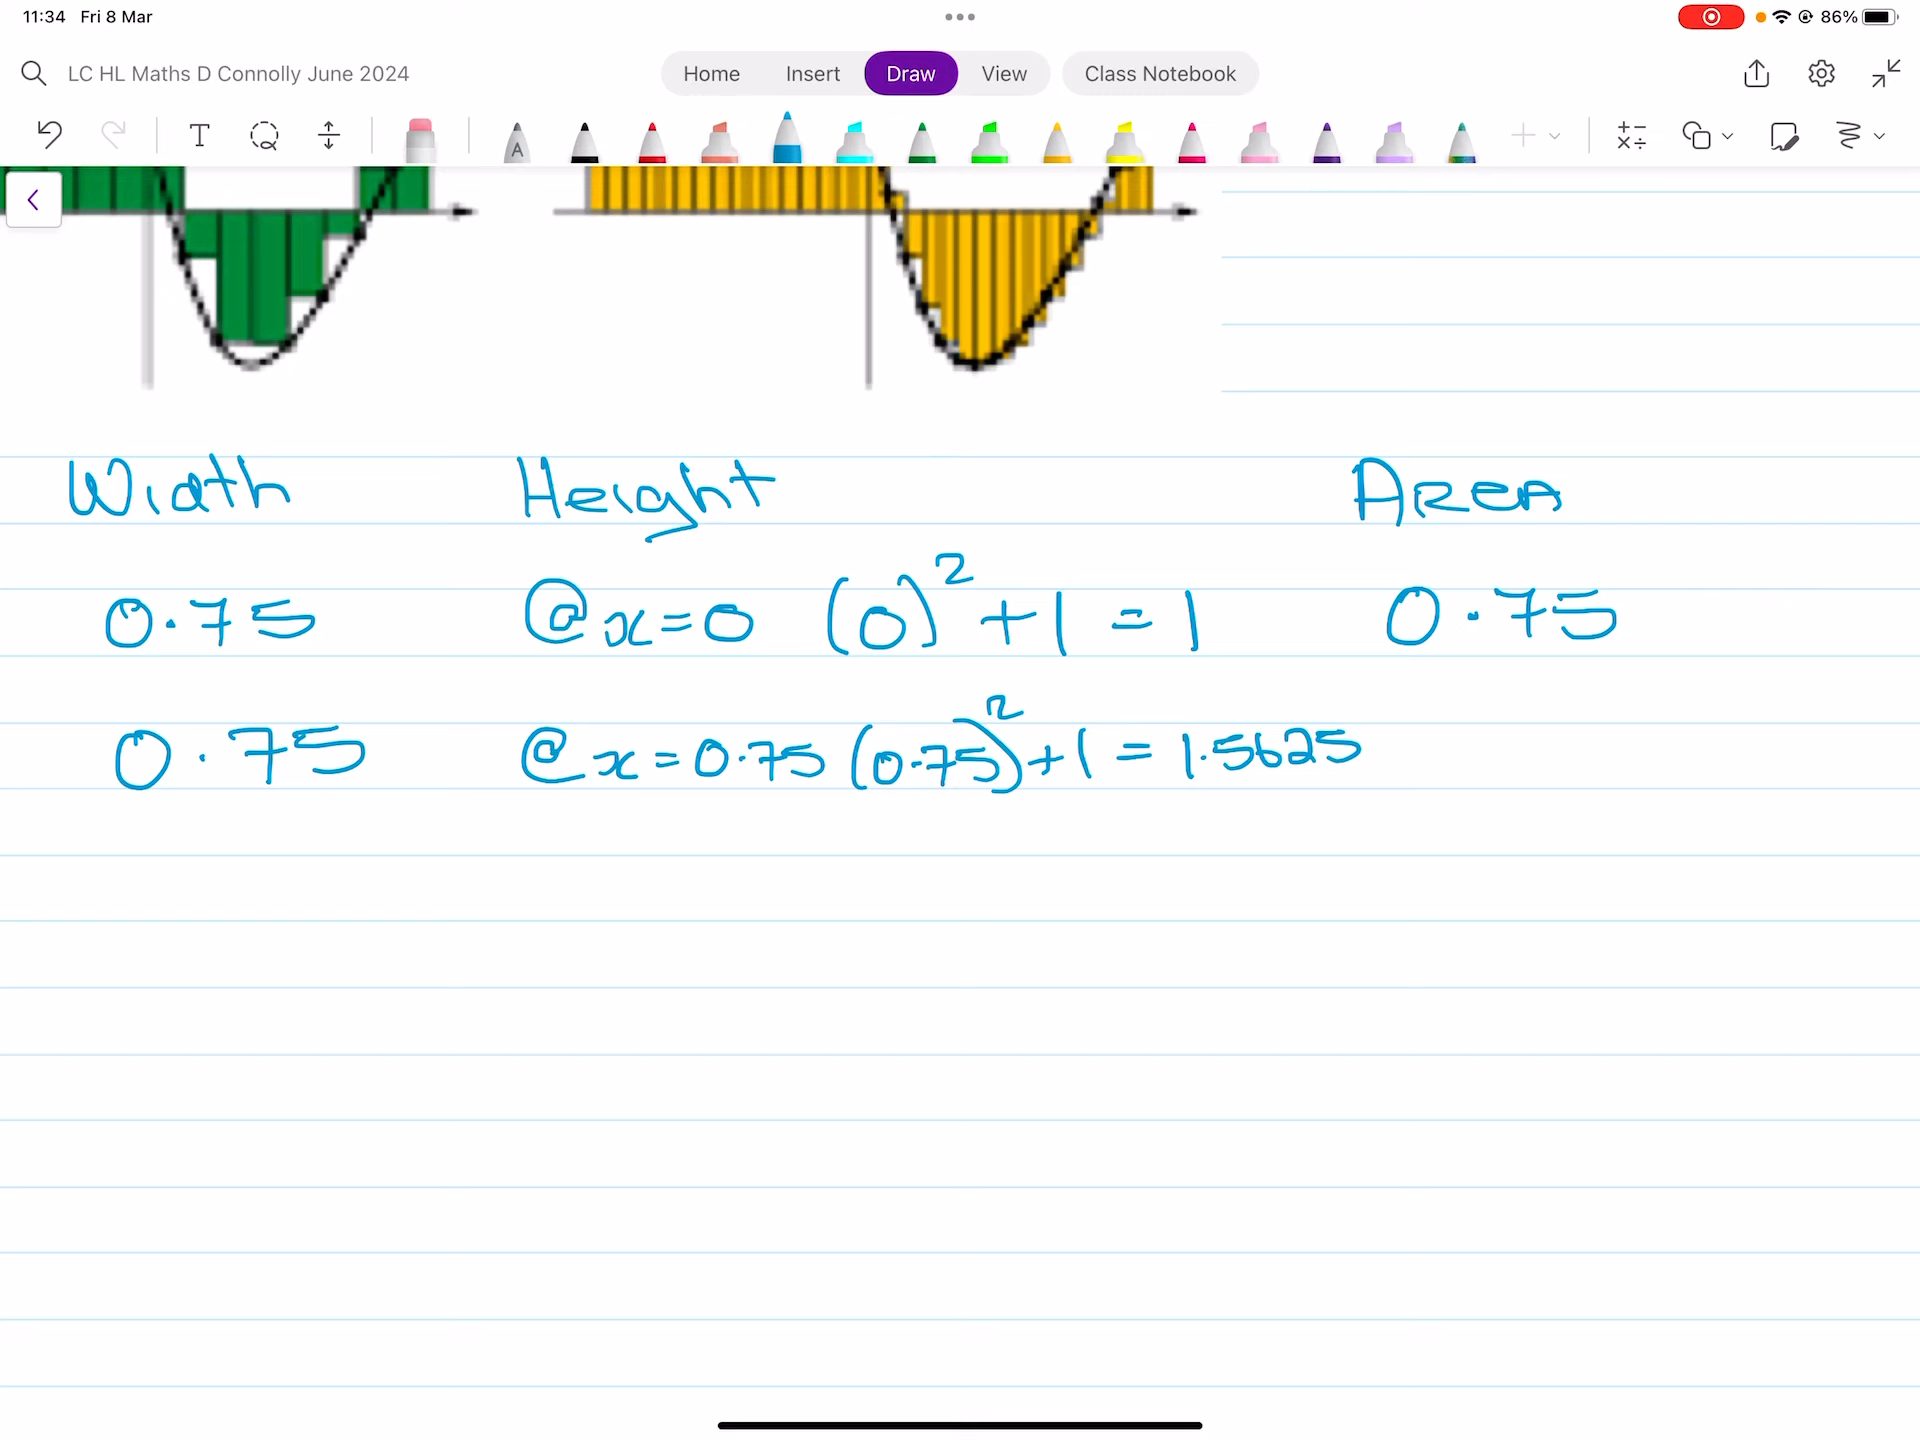 11:34 Fri 8 Mar 86%
LC HL Maths D Connolly June 2024 Home Insert Draw View Class Notebook
T A
Width Height AREA
0.75 @x=0 (0)²+1=1 0.75
0.75 @x=0.75 (0.75)²+1=1.5625